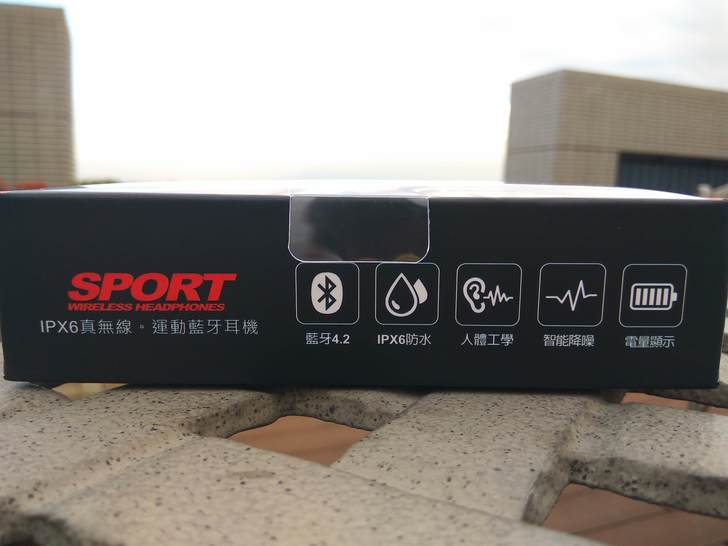 SPORT
WIRELESS HEADPHONES
IPX6真無線。運動藍牙耳機
藍牙4.2
IPX6防水
人體工學
智能降噪
電量顯示